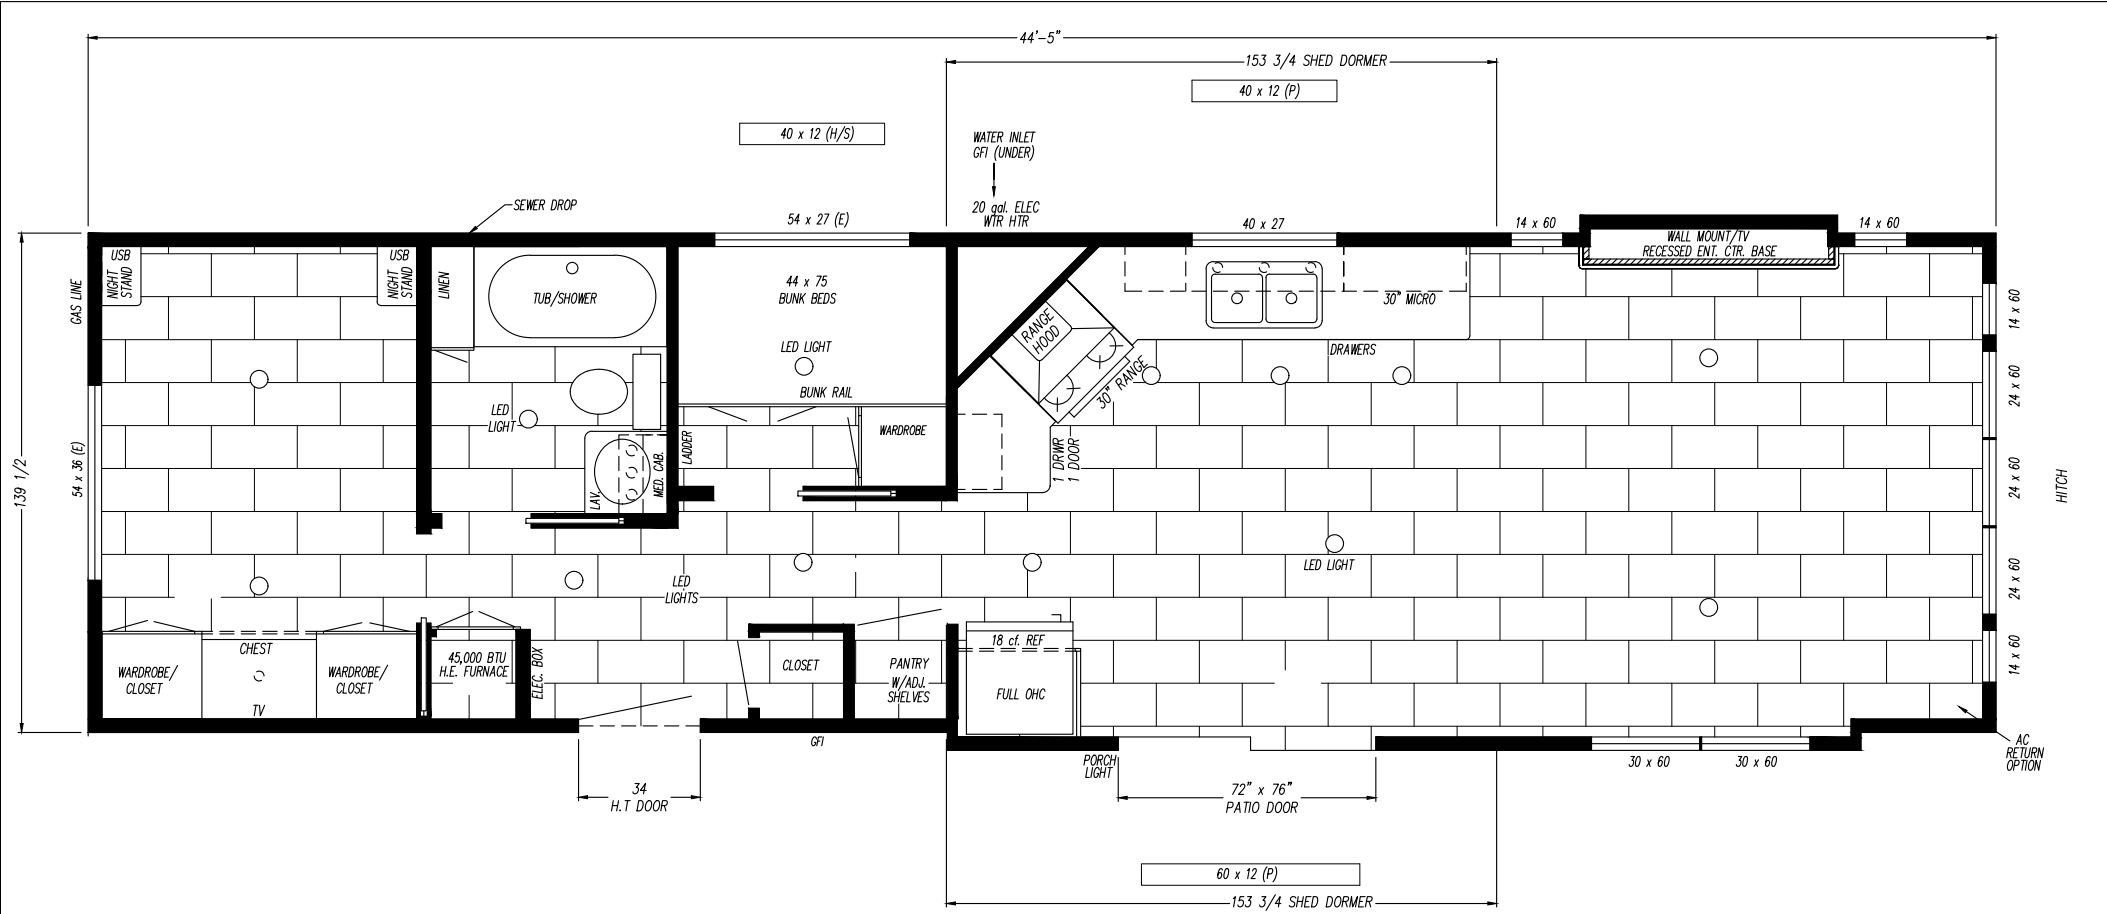 44'-5"
153 3/4 SHED DORMER
40 x 12 (P)
40 x 12 (H/S)
WATER INLET
GFI (UNDER)
20 gal. ELEC
WTR HTR
SEWER DROP
54 x 27 (E)
40 x 27
14 x 60
14 x 60
WALL MOUNT/TV
RECESSED ENT. CTR. BASE
USB
NIGHT
STAND
USB
NIGHT
STAND
GAS LINE
LINEN
TUB/SHOWER
44 x 75
BUNK BEDS
LED LIGHT
BUNK RAIL
RANGE
HOOD
30" RANGE
30" MICRO
DRAWERS
14 x 60
24 x 60
24 x 60
24 x 60
14 x 60
HITCH
139 1/2
54 x 36 (E)
LED
LIGHT
LAV.
MED. CAB.
LADDER
WARDROBE
1 DRWR
1 DOOR
LED LIGHT
LED
LIGHTS
WARDROBE/
CLOSET
CHEST
TV
WARDROBE/
CLOSET
45,000 BTU
H.E. FURNACE
ELEC. BOX
CLOSET
PANTRY
W/ADJ.
SHELVES
18 cf. REF
FULL OHC
GFI
PORCH
LIGHT
34
H.T DOOR
72" x 76"
PATIO DOOR
30 x 60
30 x 60
AC
RETURN
OPTION
60 x 12 (P)
153 3/4 SHED DORMER